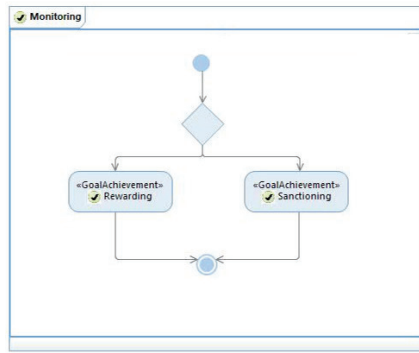 Monitoring
«GoalAchievement»
Rewarding
«GoalAchievement»
Sanctioning